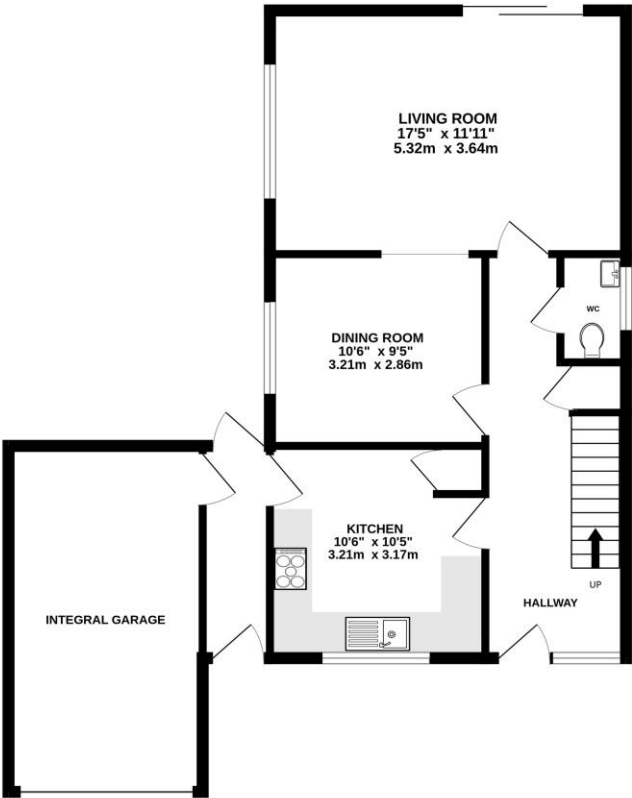 LIVING ROOM
17'5" x 11'11"
5.32m x 3.64m
WC
DINING ROOM
10'6" x 9'5"
3.21m x 2.86m
KITCHEN
10'6" x 10'5"
3.21m x 3.17m
UP
HALLWAY
INTEGRAL GARAGE